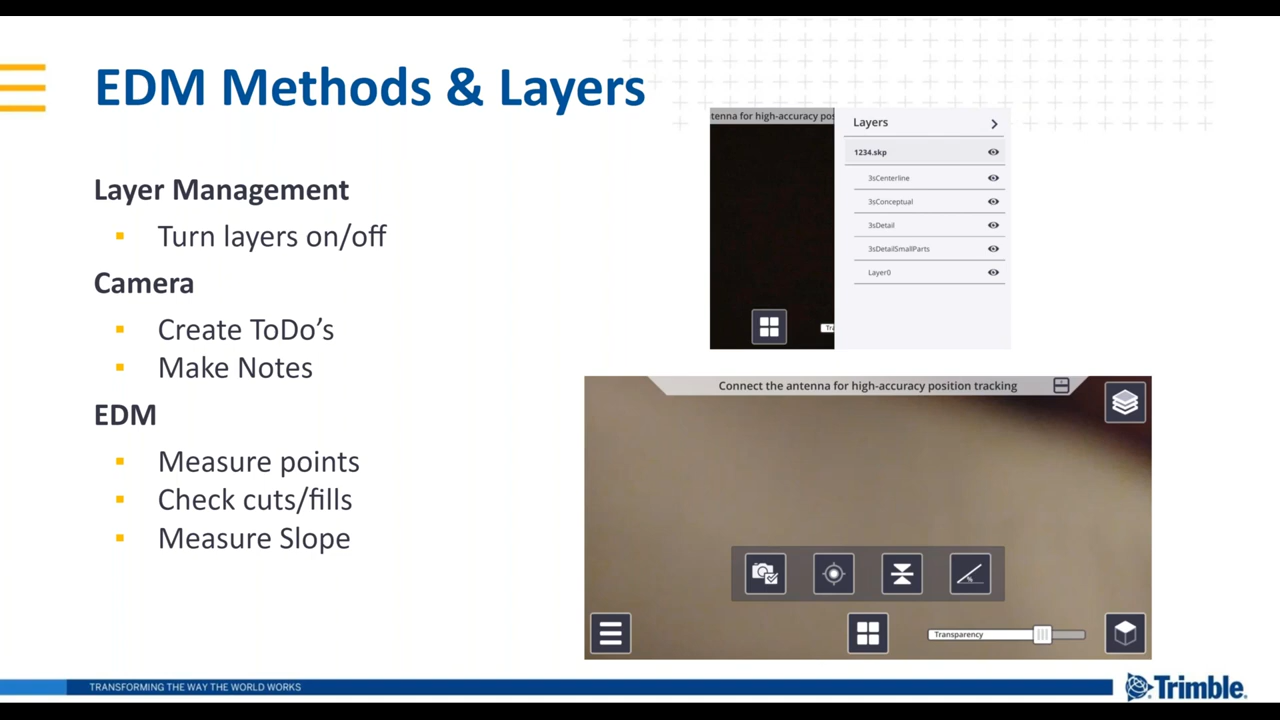 EDM Methods & Layers
Layer Management
Turn layers on/off
Camera
Create ToDo's
Make Notes
EDM
Measure points
Check cuts/fills
Measure Slope
tenna for high-accuracy pos
Layers
1234.skp
3sCenterline
3sConceptual
3sDetail
3sDetailSmallParts
Layer0
Tra
Connect the antenna for high-accuracy position tracking
%
Transparency
TRANSFORMING THE WAY THE WORLD WORKS
Trimble